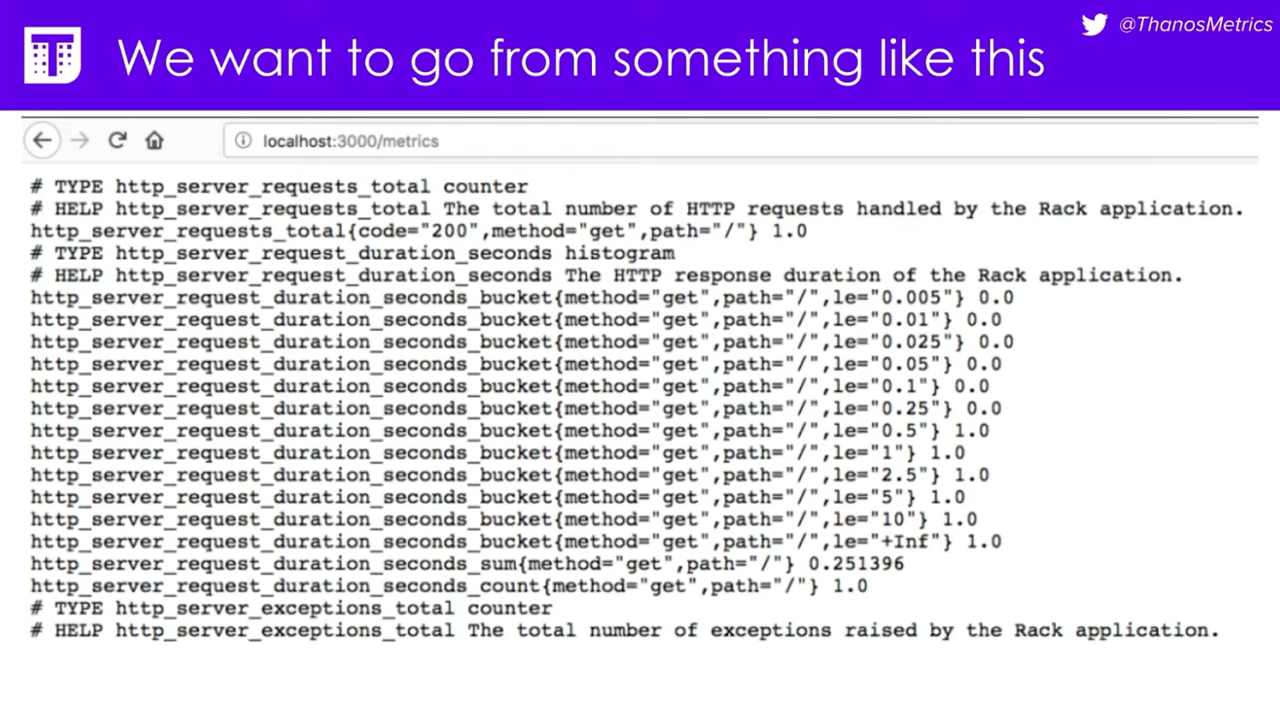 We want to go from something like this
@ThanosMetrics
localhost:3000/metrics
# TYPE http_server_requests_total counter
# HELP http_server_requests_total The total number of HTTP requests handled by the Rack application.
http_server_requests_total{code="200",method="get",path="/"} 1.0
# TYPE http_server_request_duration_seconds histogram
# HELP http_server_request_duration_seconds The HTTP response duration of the Rack application.
http_server_request_duration_seconds_bucket{method="get",path="/",le="0.005"} 0.0
http_server_request_duration_seconds_bucket{method="get",path="/",le="0.01"} 0.0
http_server_request_duration_seconds_bucket{method="get",path="/",le="0.025"} 0.0
http_server_request_duration_seconds_bucket{method="get",path="/",le="0.05"} 0.0
http_server_request_duration_seconds_bucket{method="get",path="/",le="0.1"} 0.0
http_server_request_duration_seconds_bucket{method="get",path="/",le="0.25"} 0.0
http_server_request_duration_seconds_bucket{method="get",path="/",le="0.5"} 1.0
http_server_request_duration_seconds_bucket{method="get",path="/",le="1"} 1.0
http_server_request_duration_seconds_bucket{method="get",path="/",le="2.5"} 1.0
http_server_request_duration_seconds_bucket{method="get",path="/",le="5"} 1.0
http_server_request_duration_seconds_bucket{method="get",path="/",le="10"} 1.0
http_server_request_duration_seconds_bucket{method="get",path="/",le="+Inf"} 1.0
http_server_request_duration_seconds_sum{method="get",path="/"} 0.251396
http_server_request_duration_seconds_count{method="get",path="/"} 1.0
# TYPE http_server_exceptions_total counter
# HELP http_server_exceptions_total The total number of exceptions raised by the Rack application.